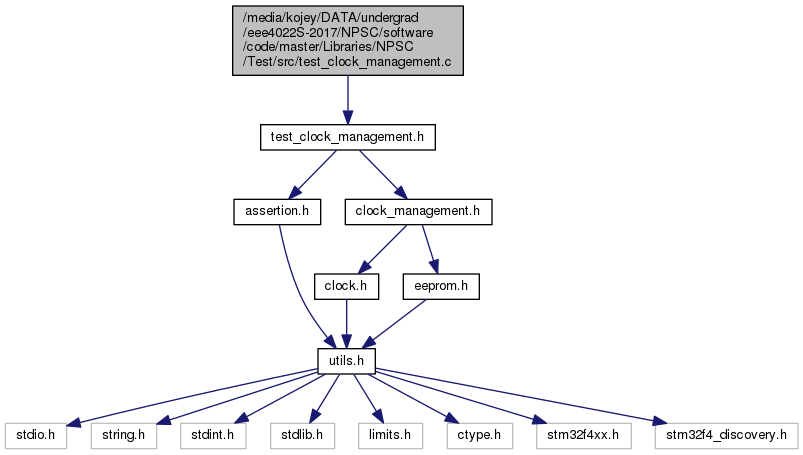 /media/kojey/DATA/undergrad
/eee4022S-2017/NPSC/software
/code/master/Libraries/NPSC
/Test/src/test_clock_management.c
test_clock_management.h
assertion.h
clock_management.h
clock.h
eeprom.h
utils.h
stdio.h
string.h
stdint.h
stdlib.h
limits.h
ctype.h
stm32f4xx.h
stm32f4_discovery.h